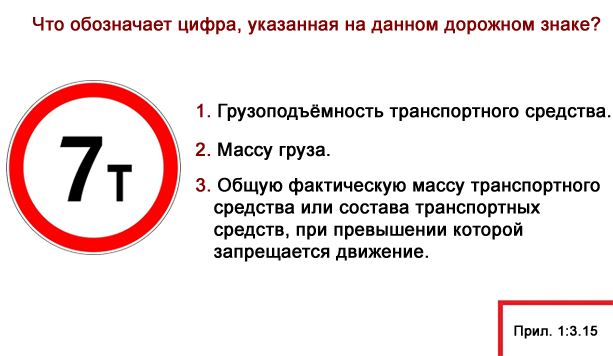 Что обозначает цифра, указанная на данном дорожном знаке?
7т
1. Грузоподъёмность транспортного средства.
2. Массу груза.
3. Общую фактическую массу транспортного
средства или состава транспортных
средств, при превышении которой
запрещается движение.
Прил. 1:3.15